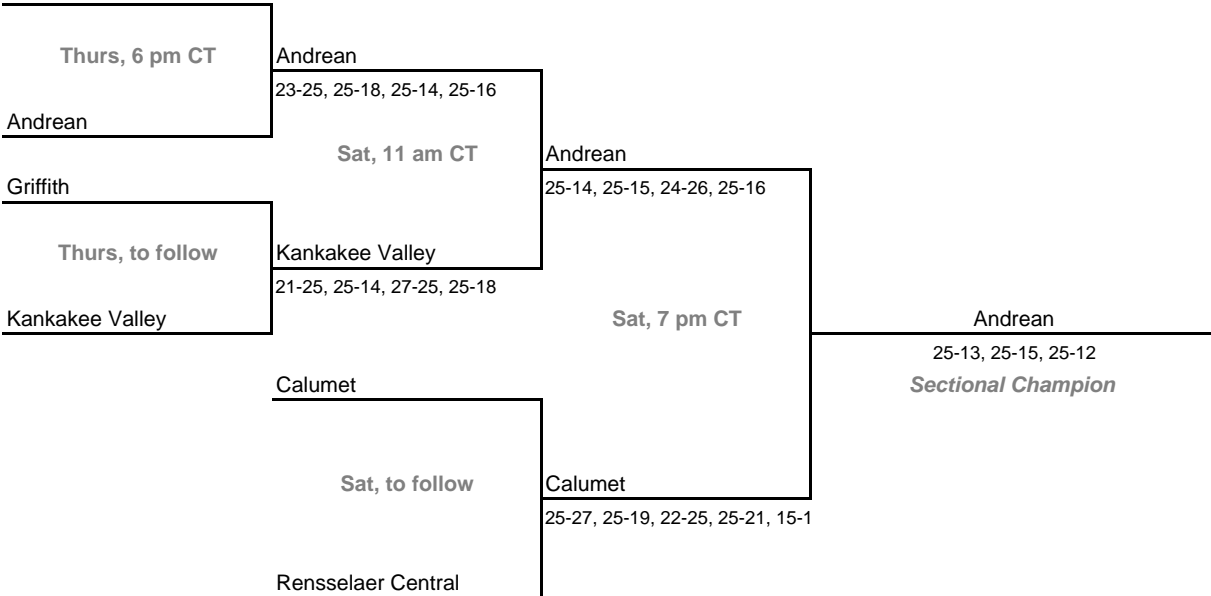 Thurs, 6 pm CT
Andrean
23-25, 25-18, 25-14, 25-16
Andrean
Sat, 11 am CT
Andrean
25-14, 25-15, 24-26, 25-16
Griffith
Thurs, to follow
Kankakee Valley
21-25, 25-14, 27-25, 25-18
Kankakee Valley
Sat, 7 pm CT
Andrean
25-13, 25-15, 25-12
Sectional Champion
Calumet
Sat, to follow
Calumet
25-27, 25-19, 22-25, 25-21, 15-1
Rensselaer Central